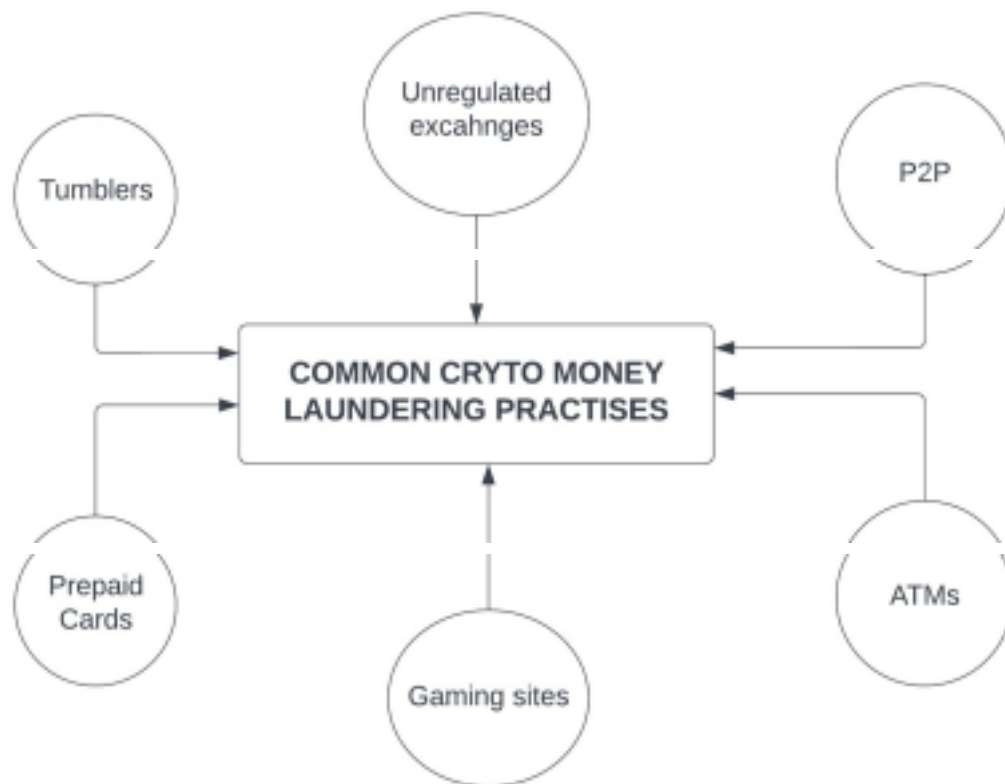 Unregulated
excahnges
Tumblers
P2P
COMMON CRYTO MONEY
LAUNDERING PRACTISES
Prepaid
Cards
ATMs
Gaming sites